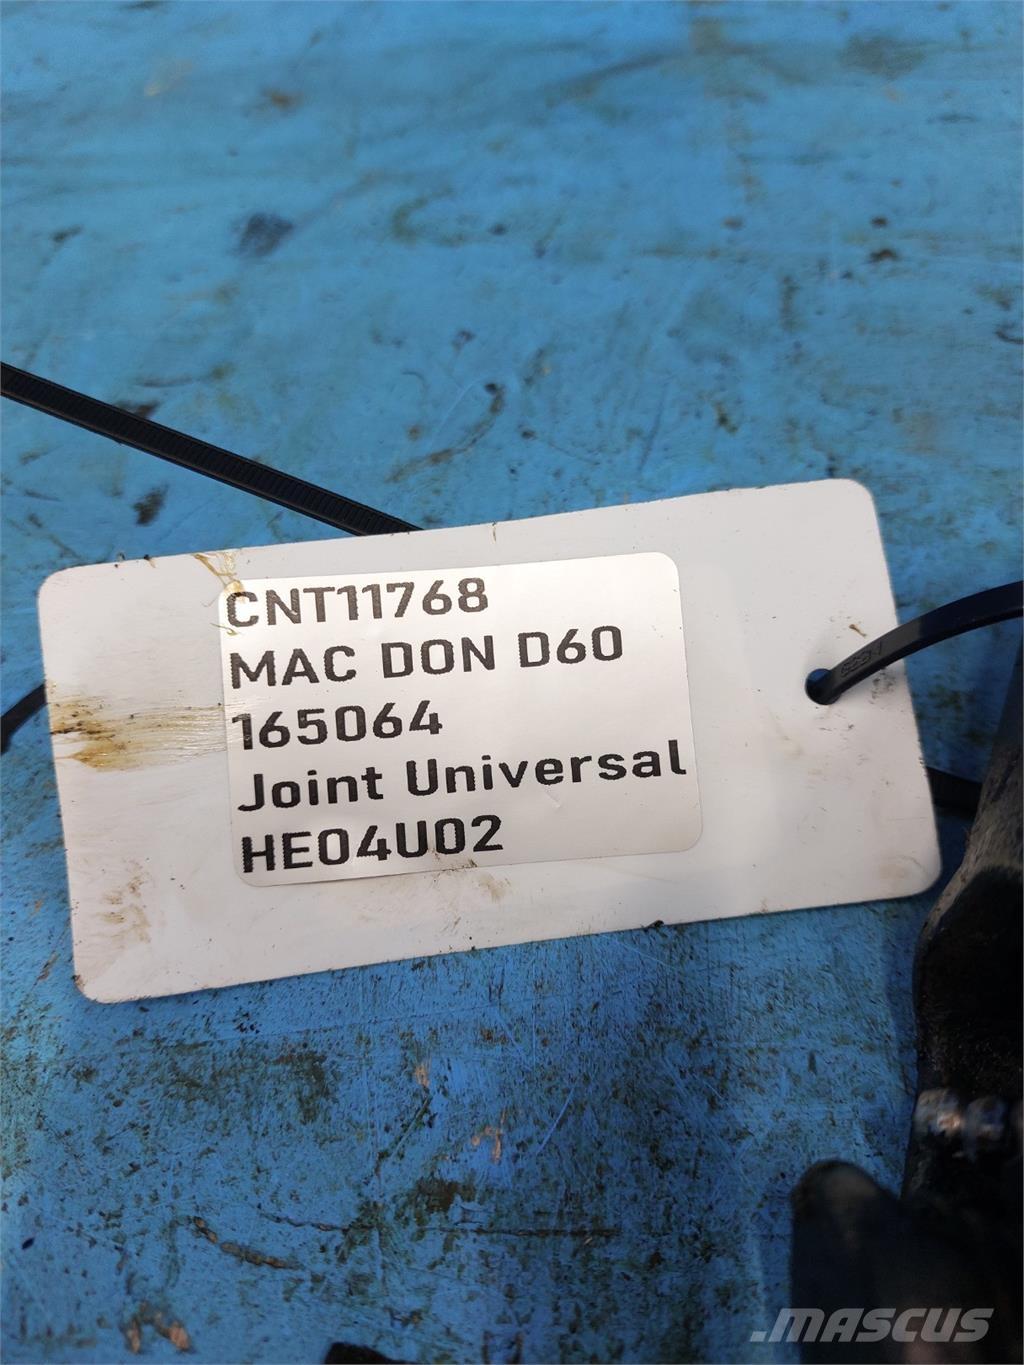 CNT11768
MAC DON D60
165064
Joint Universal
HE04U02
.MASCUS